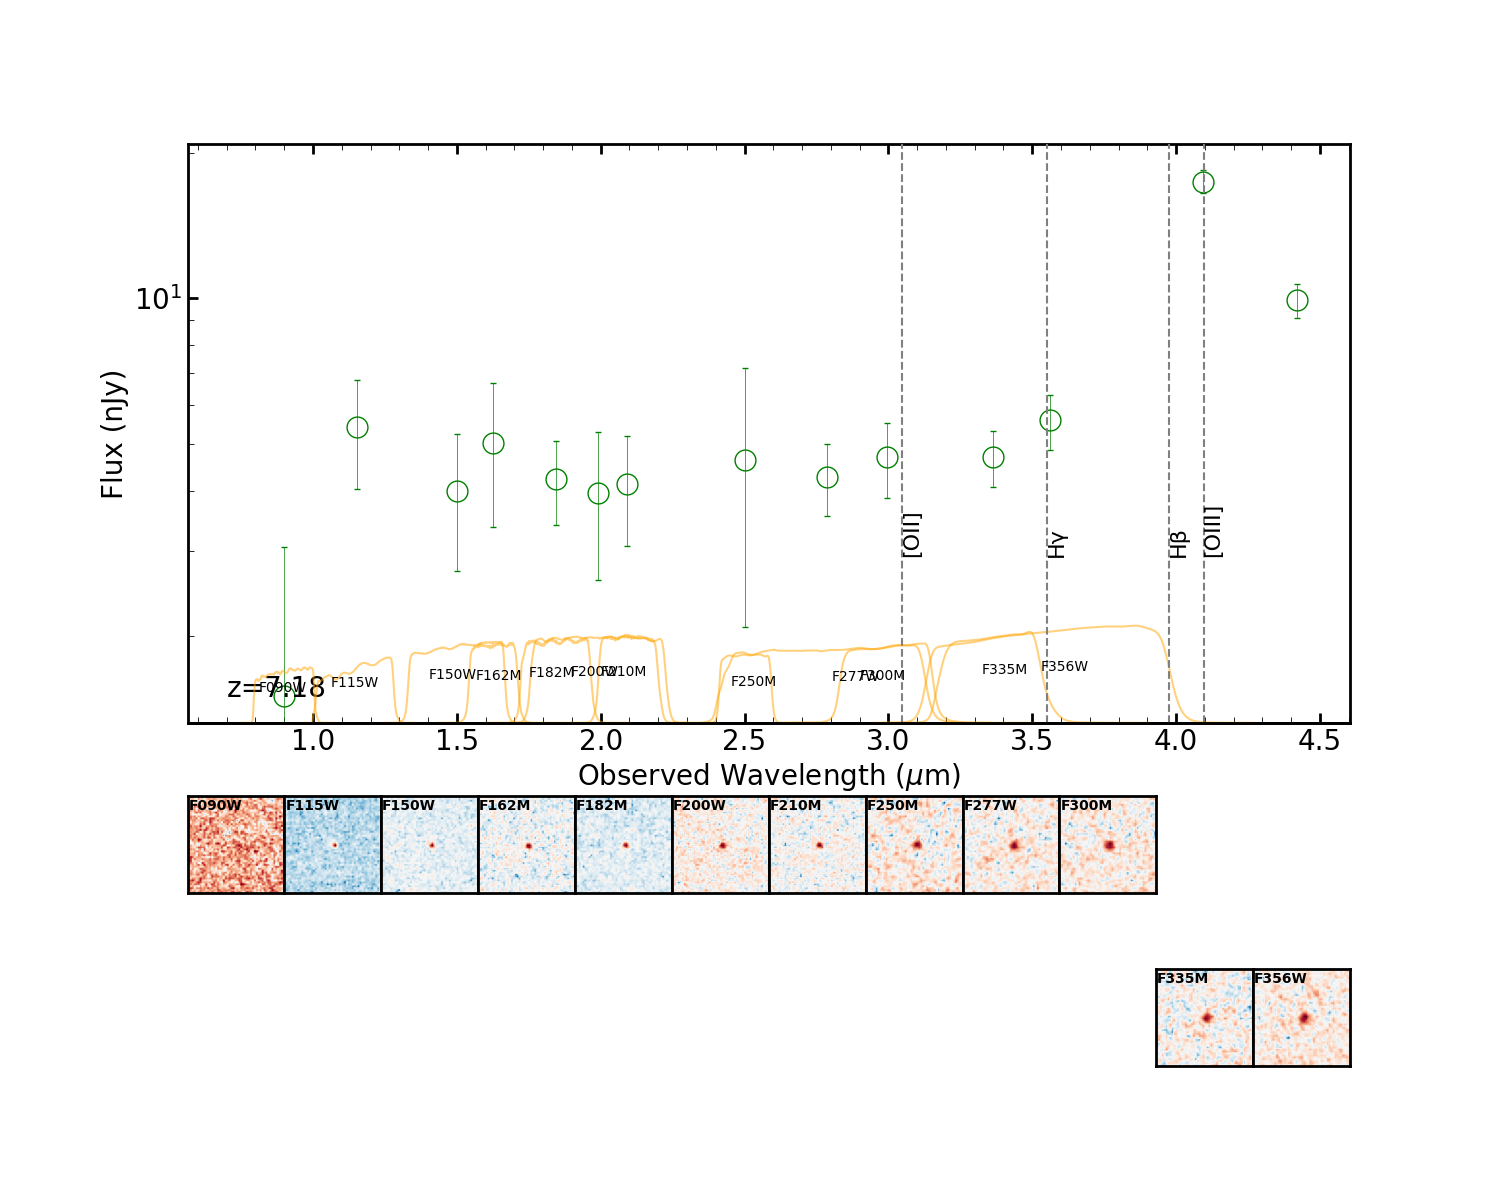 10¹
Flux (nJy)
[OII]
Hγ
Hβ
[OIII]
z=7.18
F090W
F115W
F150W
F162M
F182M
F200W
F210M
F250M
F277W
F300M
F335M
F356W
1.0 1.5 2.0 2.5 3.0 3.5 4.0 4.5
Observed Wavelength (μm)
F090W F115W F150W F162M F182M F200W F210M F250M F277W F300M
F335M F356W